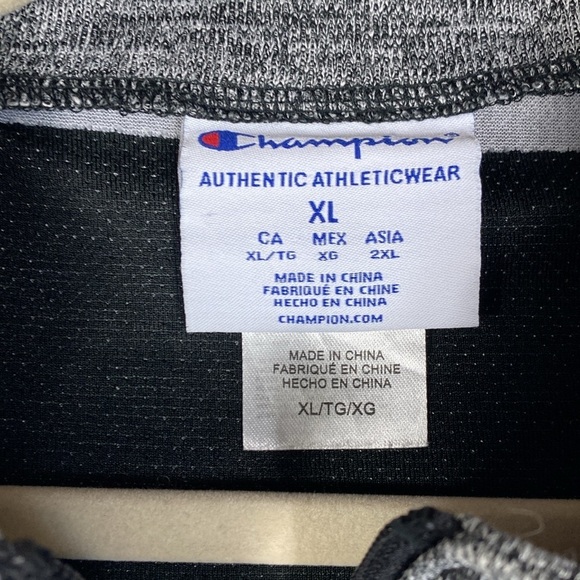 Champion
AUTHENTIC ATHLETICWEAR
XL
CA MEX ASIA
XL/TG XG 2XL
MADE IN CHINA
FABRIQUÉ EN CHINE
HECHO EN CHINA
CHAMPION.COM
MADE IN CHINA
FABRIQUÉ EN CHINE
HECHO EN CHINA
XL/TG/XG